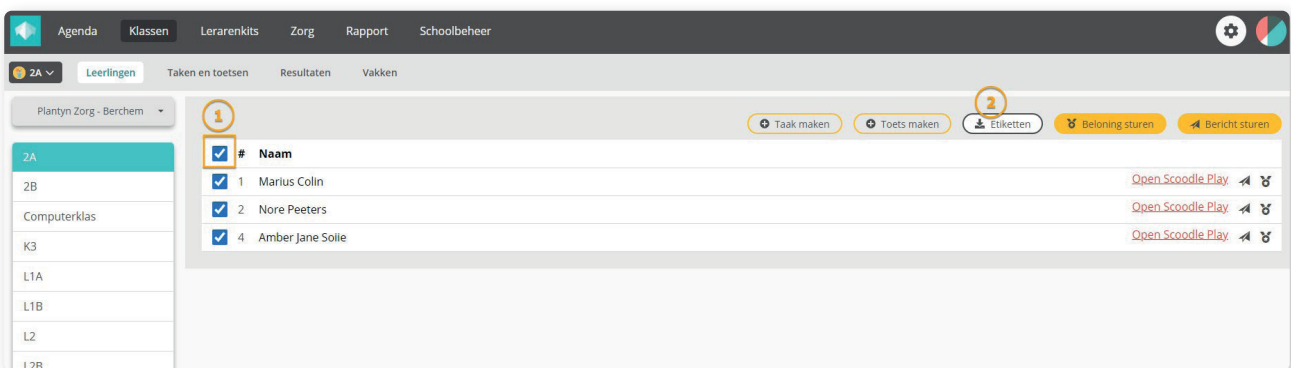 Agenda Klassen Lerarenkits Zorg Rapport Schoolbeheer
2A Leerlingen Taken en toetsen Resultaten Vakken
Plantyn Zorg - Berchem
1
2
Taak maken Toets maken Etiketten Beloning sturen Bericht sturen
# Naam
1 Marius Colin Open Scoodle Play
2 Nore Peeters Open Scoodle Play
4 Amber Jane Soiie Open Scoodle Play
2A
2B
Computerklas
K3
L1A
L1B
L2
L2B